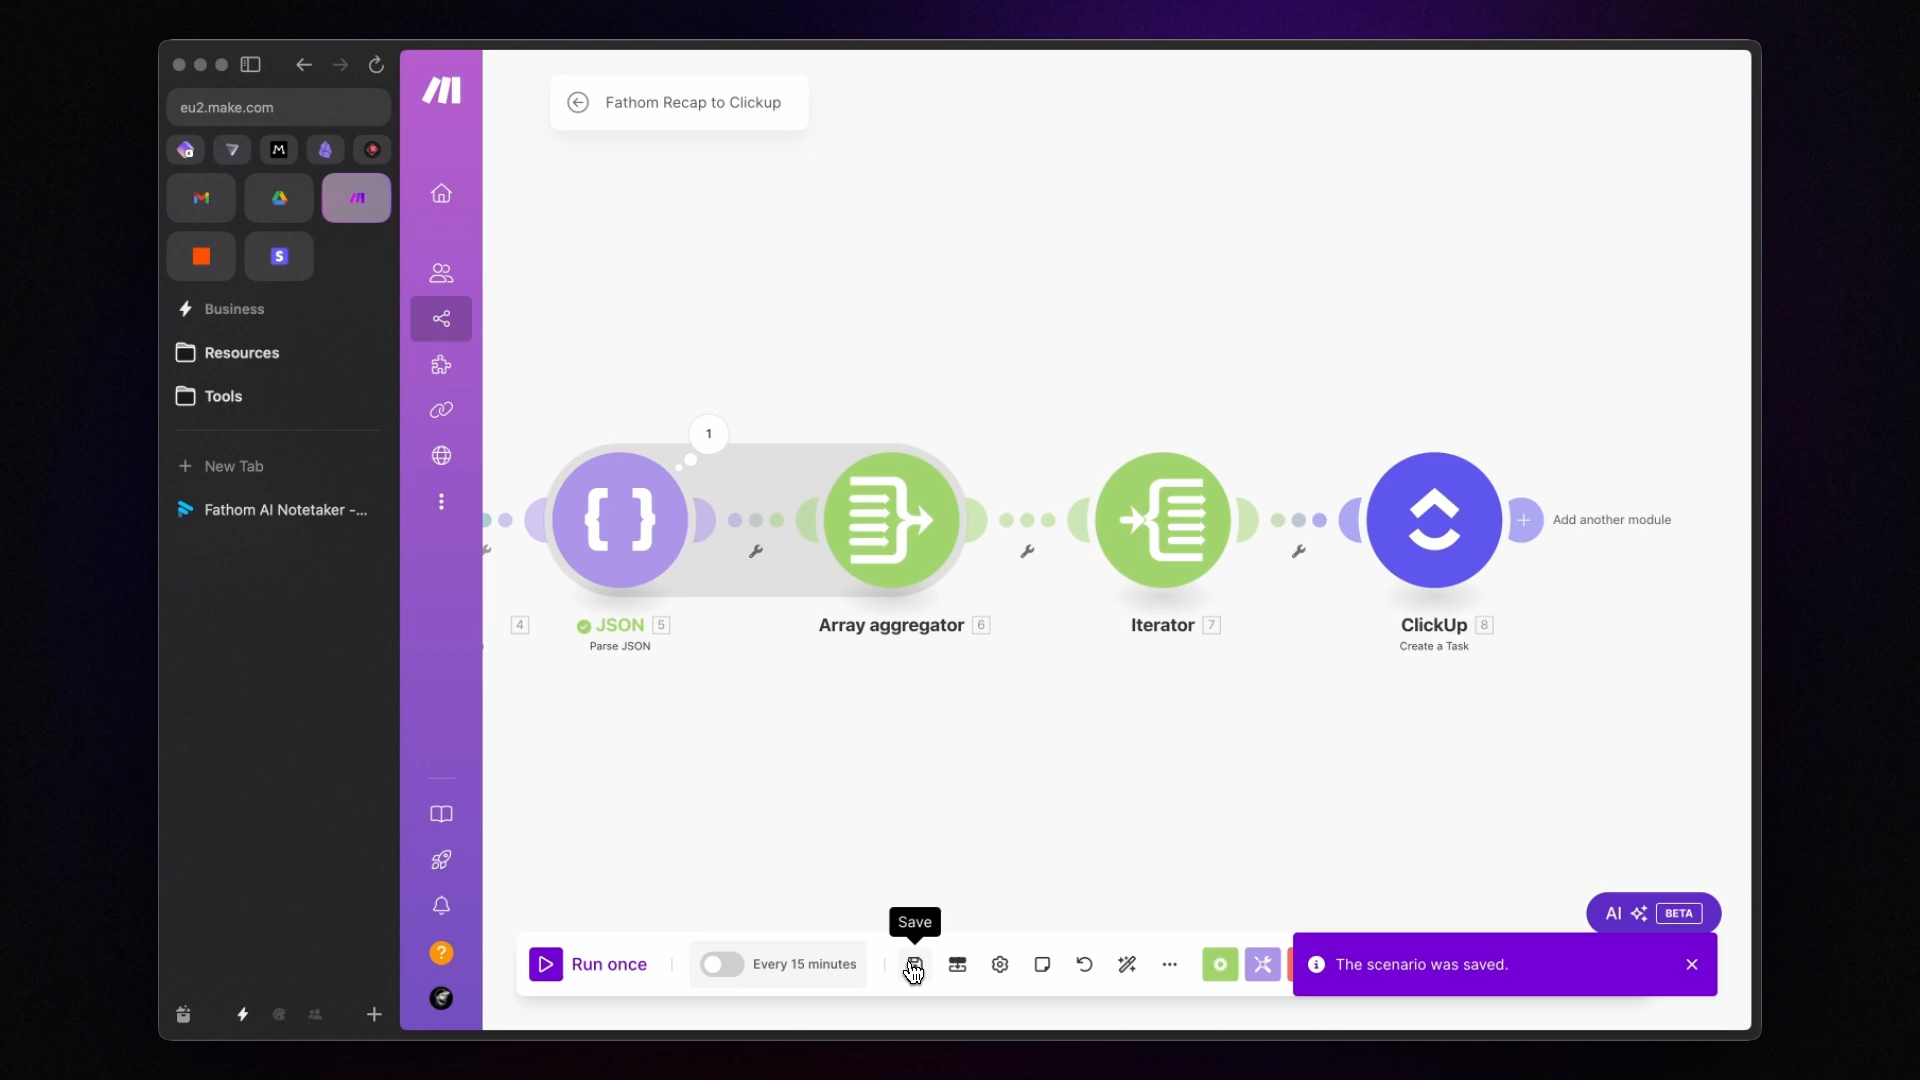 eu2.make.com
M
S
Business
Resources
Tools
New Tab
Fathom AI Notetaker -...
Fathom Recap to Clickup
1
Add another module
4
JSON 5
Parse JSON
Array aggregator 6
Iterator 7
ClickUp 8
Create a Task
AI BETA
Save
Run once
Every 15 minutes
The scenario was saved.
?